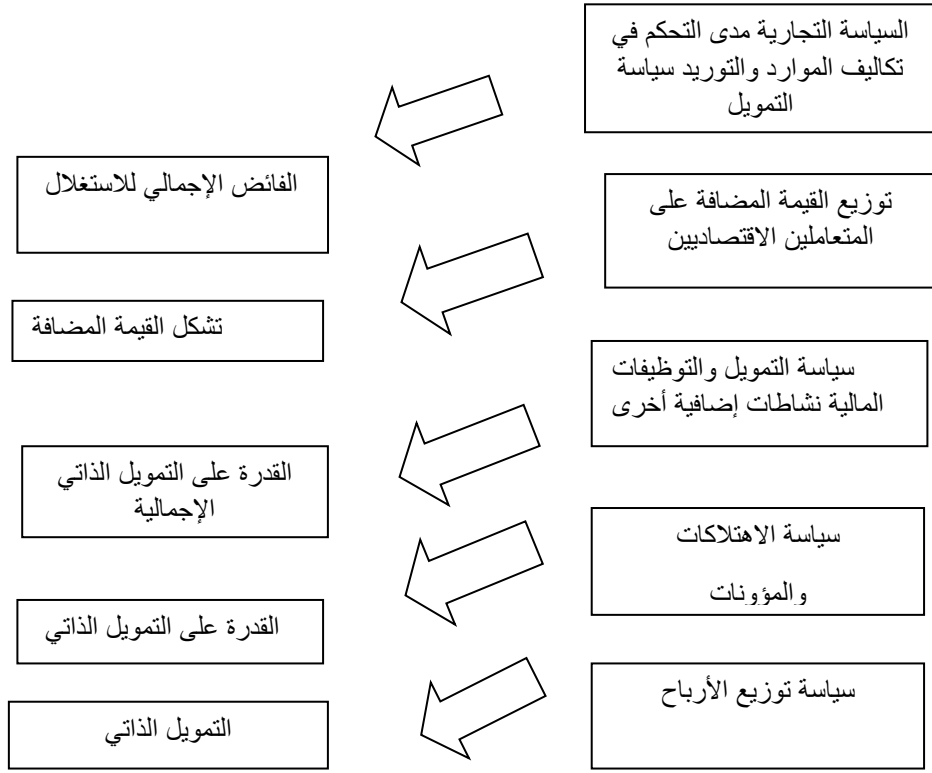 السياسة التجارية مدى التحكم في
تكاليف الموارد والتوريد سياسة
التمويل
الفائض الإجمالي للاستغلال
توزيع القيمة المضافة على
المتعاملين الاقتصاديين
تشكل القيمة المضافة
سياسة التمويل والتوظيفات
المالية نشاطات إضافية أخرى
القدرة على التمويل الذاتي
الإجمالية
سياسة الاهتلاكات
والمؤونات
القدرة على التمويل الذاتي
سياسة توزيع الأرباح
التمويل الذاتي